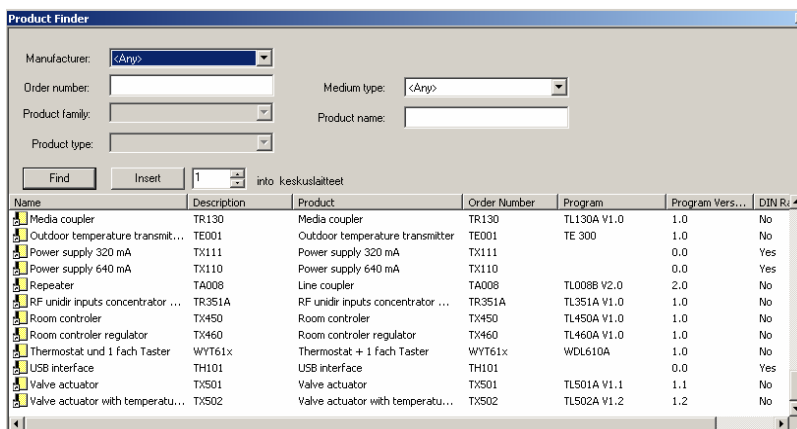 Product Finder
Manufacturer: <Any>
Order number: Medium type: <Any>
Product family: Product name:
Product type:
Find Insert 1 into keskuslaitteet
Name Description Product Order Number Program Program Vers... DIN Ra
Media coupler TR130 Media coupler TR130 TL130A V1.0 1.0 No
Outdoor temperature transmit... TE001 Outdoor temperature transmitter TE001 TE 300 1.0 No
Power supply 320 mA TX111 Power supply 320 mA TX111 0.0 Yes
Power supply 640 mA TX110 Power supply 640 mA TX110 0.0 Yes
Repeater TA008 Line coupler TA008 TL008B V2.0 2.0 No
RF unidir inputs concentrator ... TR351A RF unidir inputs concentrator TR351A TL351A V1.0 1.0 No
Room controler TX450 Room controler TX450 TL450A V1.0 1.0 No
Room controler regulator TX460 Room controler regulator TX460 TL460A V1.0 1.0 No
Thermostat und 1 fach Taster WYT61x Thermostat + 1 fach Taster WYT61x WDL610A 1.0 No
USB interface TH101 USB interface TH101 0.0 Yes
Valve actuator TX501 Valve actuator TX501 TL501A V1.1 1.1 No
Valve actuator with temperatu... TX502 Valve actuator with temperatu... TX502 TL502A V1.2 1.2 No